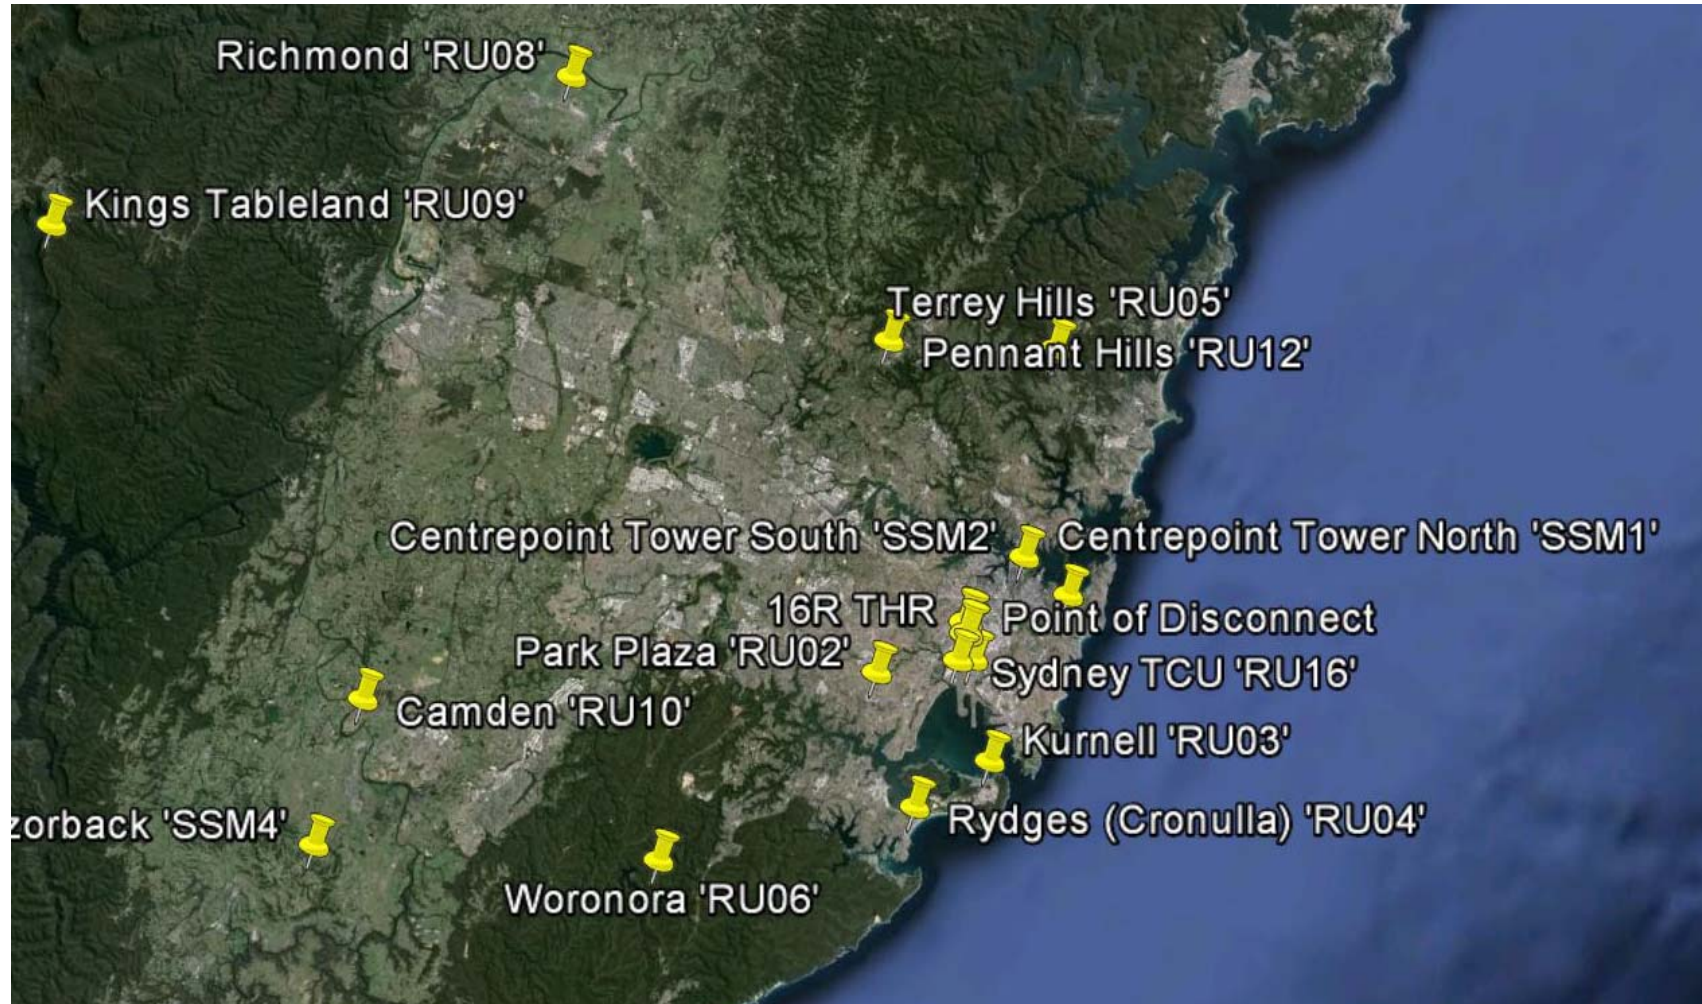 Richmond 'RU08'
Kings Tableland 'RU09'
Terrey Hills 'RU05'
Pennant Hills 'RU12'
Centrepoint Tower South 'SSM2'
Centrepoint Tower North 'SSM1'
16R THR
Point of Disconnect
Park Plaza 'RU02'
Sydney TCU 'RU16'
Camden 'RU10'
Kurnell 'RU03'
zorback 'SSM4'
Rydges (Cronulla) 'RU04'
Woronora 'RU06'